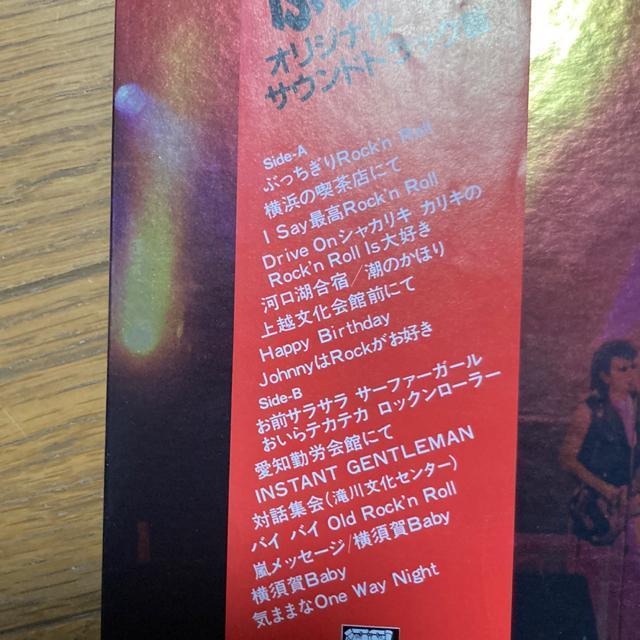 オリジナル
サウンドトラック盤
Side-A
ぶっちぎりRock'n Roll
横浜の喫茶店にて
I Say最高Rock'n Roll
Drive Onシャカリキ カリキの
Rock'n Roll Is大好き
河口湖合宿/潮のかほり
上越文化会館前にて
Happy Birthday
JohnnyはRockがお好き
Side-B
お前サラサラ サーファーガール
おいらテカテカ ロックンローラー
愛知勤労会館にて
INSTANT GENTLEMAN
対話集会(滝川文化センター)
バイ バイ Old Rock'n Roll
嵐メッセージ/横須賀Baby
横須賀Baby
気ままなOne Way Night